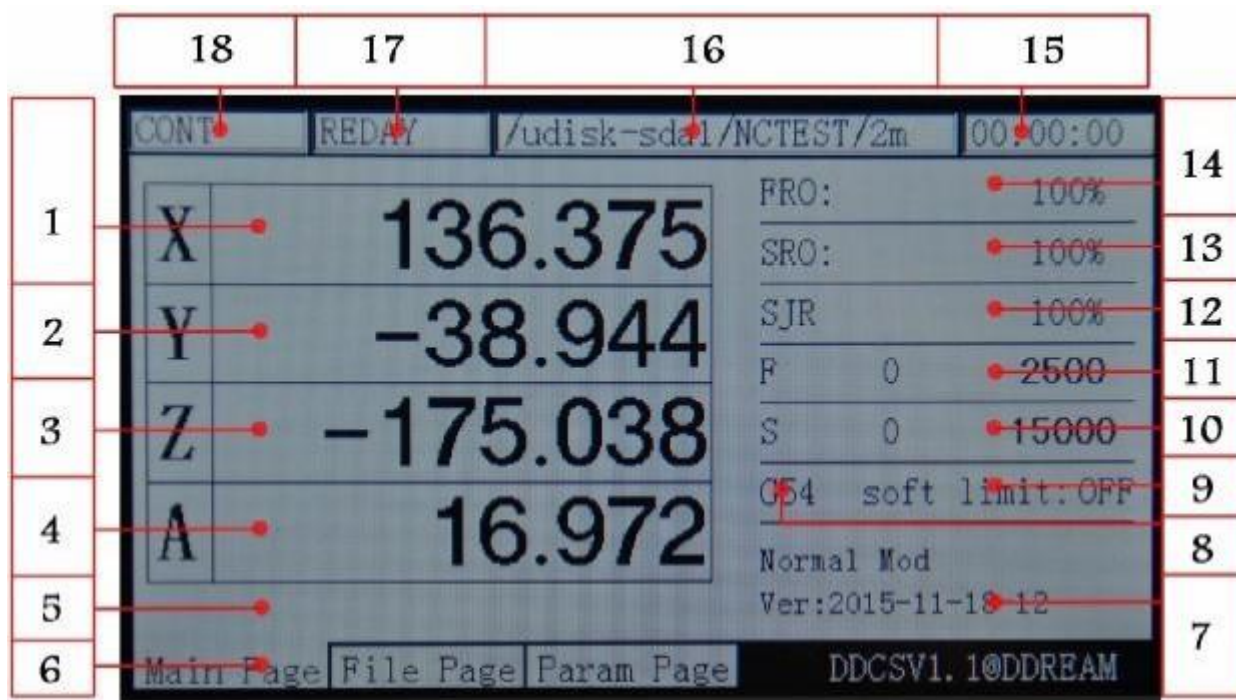 18 17 16 15
CONT REDAY /udisk-sda1/NCTEST/2m 00:00:00
14
FRO: 100%
1 X 136.375
SRO: 100% 13
2 Y -38.944
SJR 100% 12
F 0 2500 11
3 Z -175.038
S 0 15000 10
G54 soft limit:OFF 9
4 A 16.972
8
Normal Mod
5 Ver:2015-11-18-12
7
6 Main Page File Page Param Page DDCSV1.1@DDREAM